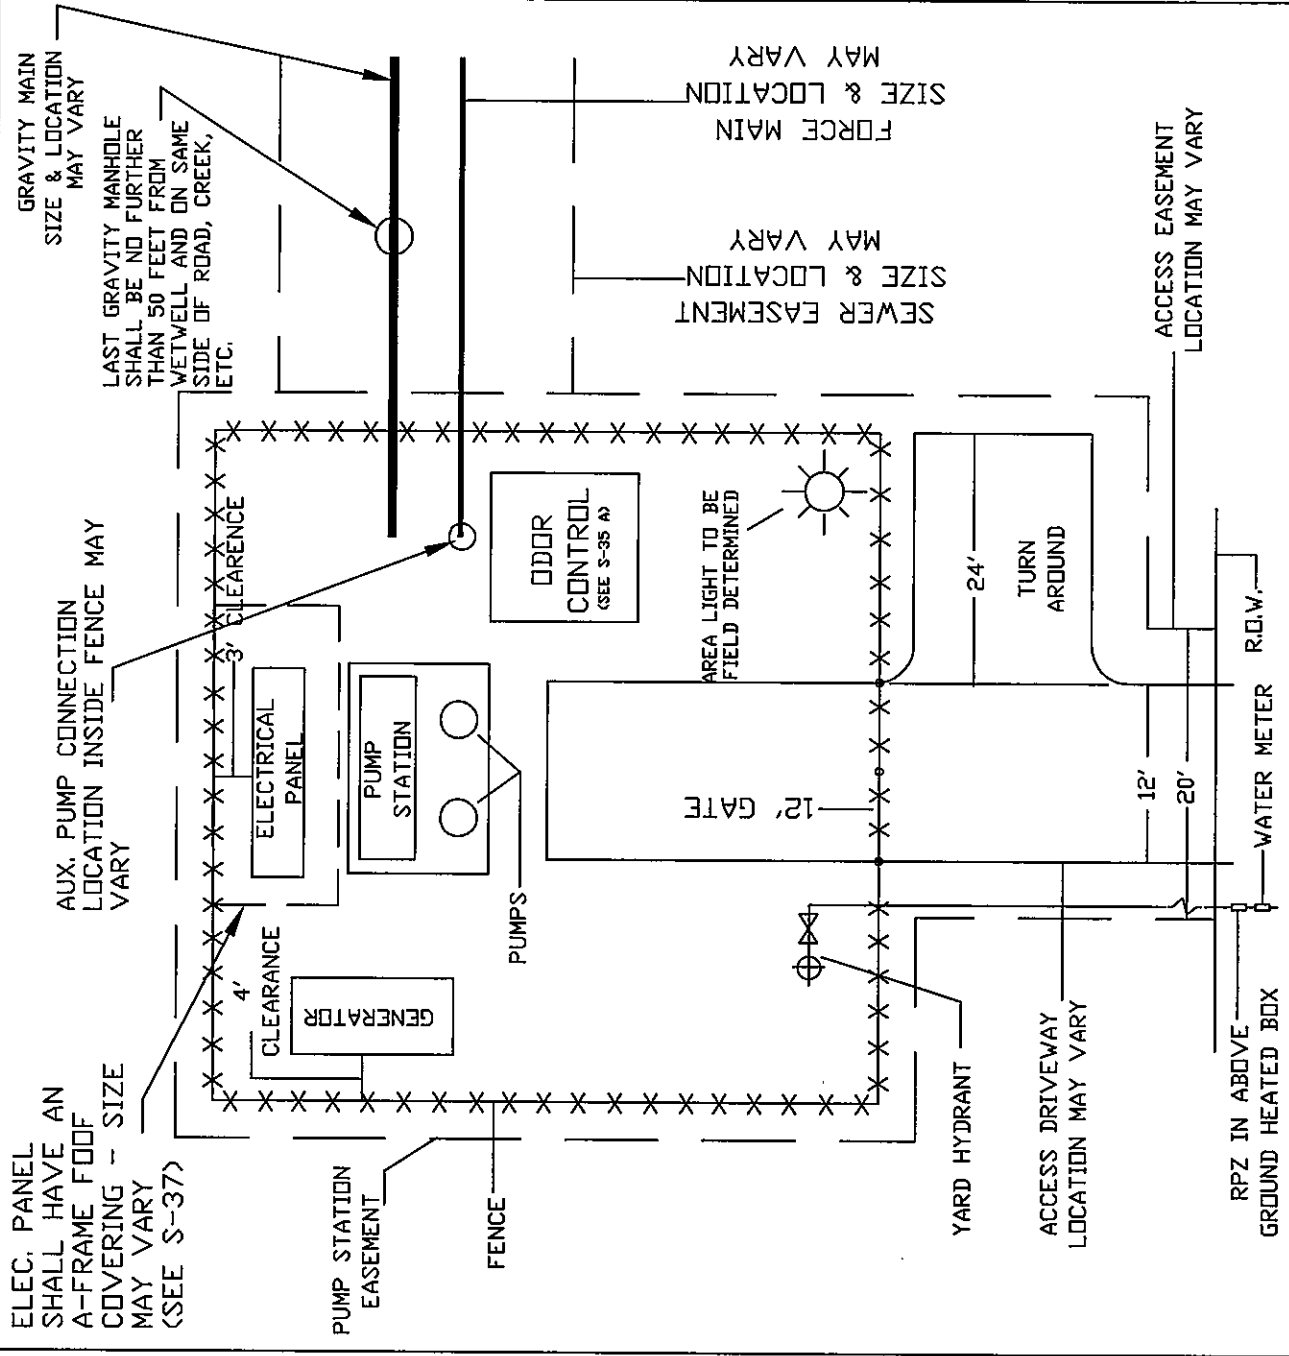 ELEC. PANEL
SHALL HAVE AN
A-FRAME FOOF
COVERING - SIZE
MAY VARY
(SEE S-37)
AUX. PUMP CONNECTION
LOCATION INSIDE FENCE MAY
VARY
GRAVITY MAIN
SIZE & LOCATION
MAY VARY
LAST GRAVITY MANHOLE
SHALL BE NO FURTHER
THAN 50 FEET FROM
WETWELL AND ON SAME
SIDE OF ROAD, CREEK,
ETC.
4'
CLEARANCE
3' CLEARENCE
GENERATOR
ELECTRICAL
PANEL
PUMP
STATION
PUMPS
ODOR
CONTROL
(SEE S-35 A)
PUMP STATION
EASEMENT
FENCE
AREA LIGHT TO BE
FIELD DETERMINED
12' GATE
SEWER EASEMENT
SIZE & LOCATION
MAY VARY
FORCE MAIN
SIZE & LOCATION
MAY VARY
24'
TURN
AROUND
YARD HYDRANT
ACCESS DRIVEWAY
LOCATION MAY VARY
12'
20'
ACCESS EASEMENT
LOCATION MAY VARY
RPZ IN ABOVE
GROUND HEATED BOX
WATER METER
R.O.W.